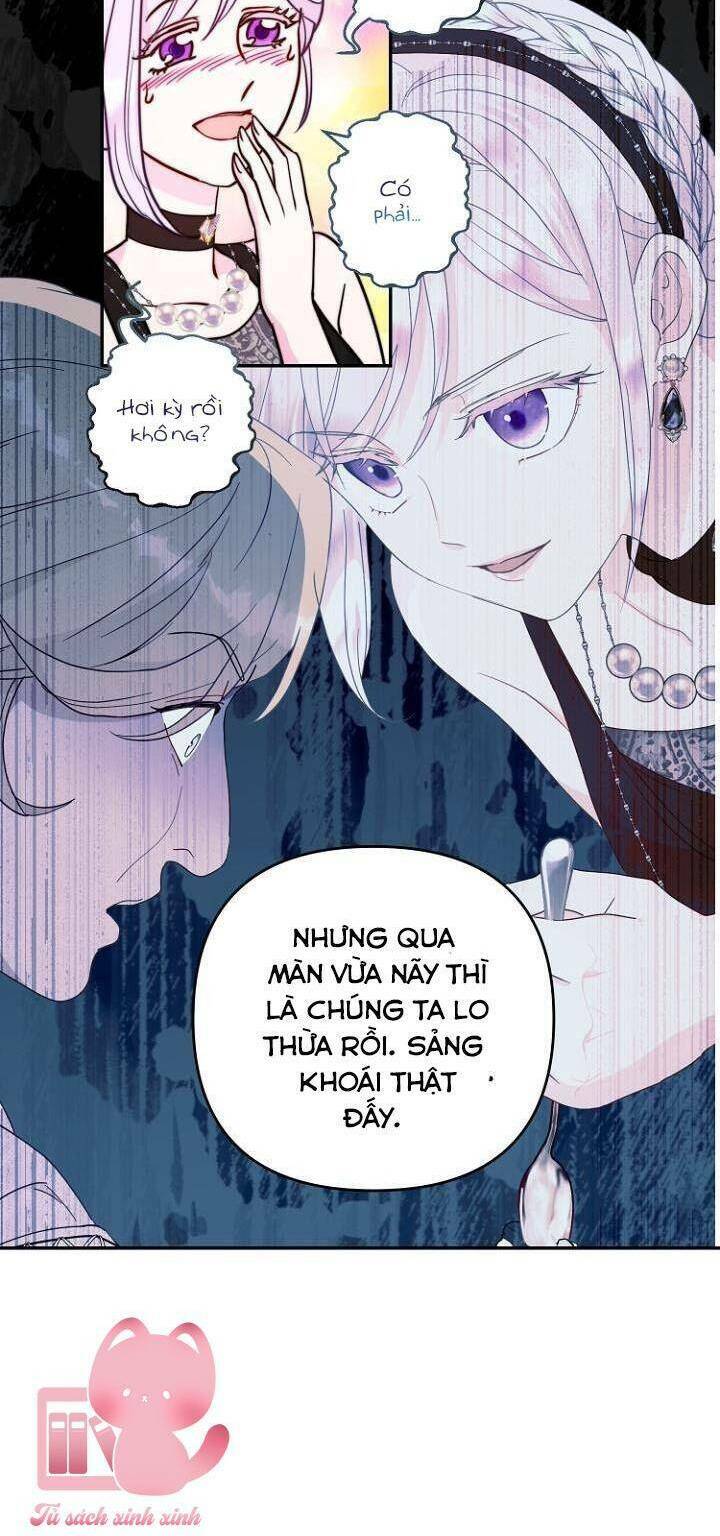 Có
phải...
Hơi kỳ rồi
không?
NHƯNG QUA
MÀN VỪA NÃY THÌ
LÀ CHÚNG TA LO
THỪA RỒI. SẢNG
KHOÁI THẬT
ĐẤY.
Tủ sách xinh xinh